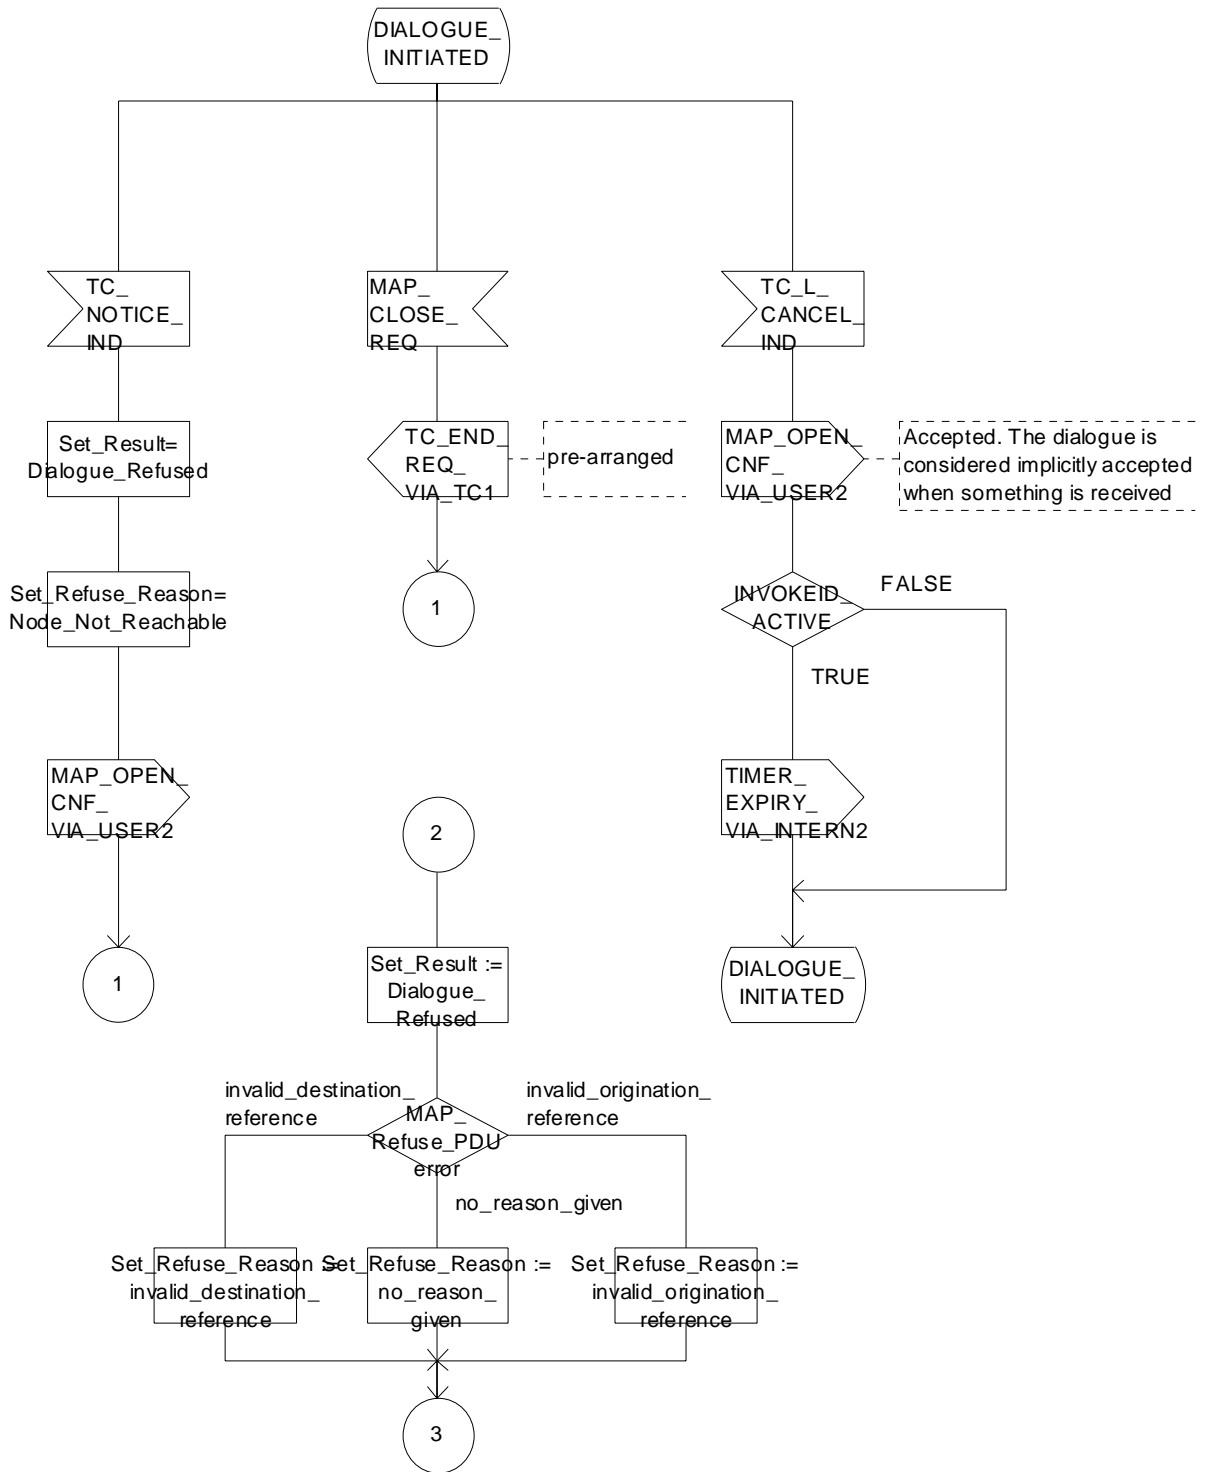 DIALOGUE_
INITIATED
TC_
NOTICE_
IND
MAP_
CLOSE_
REQ
TC_L_
CANCEL_
IND
Set_Result=
Dialogue_Refused
TC_END_
REQ_
VIA_TC1
pre-arranged
MAP_OPEN_
CNF_
VIA_USER2
Accepted. The dialogue is
considered implicitly accepted
when something is received
Set_Refuse_Reason=
Node_Not_Reachable
1
INVOKEID_
ACTIVE
FALSE
TRUE
MAP_OPEN_
CNF_
VIA_USER2
TIMER_
EXPIRY_
VIA_INTERN2
2
1
Set_Result :=
Dialogue_
Refused
DIALOGUE_
INITIATED
invalid_destination_
reference
MAP_
Refuse_PDU
error
invalid_origination_
reference
no_reason_given
Set_Refuse_Reason :=
invalid_destination_
reference
Set_Refuse_Reason :=
no_reason_
given
Set_Refuse_Reason :=
invalid_origination_
reference
3